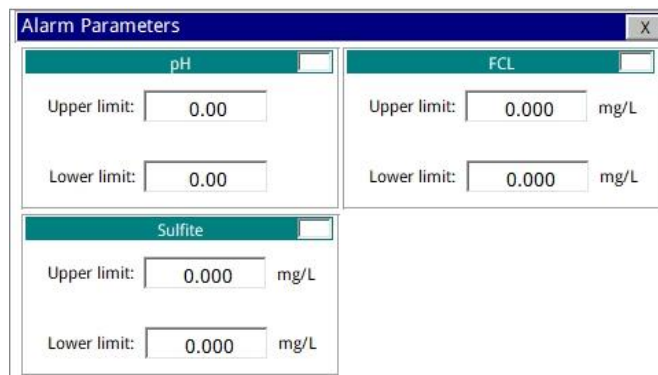 Alarm Parameters X
pH
Upper limit: 0.00
Lower limit: 0.00
FCL
Upper limit: 0.000 mg/L
Lower limit: 0.000 mg/L
Sulfite
Upper limit: 0.000 mg/L
Lower limit: 0.000 mg/L